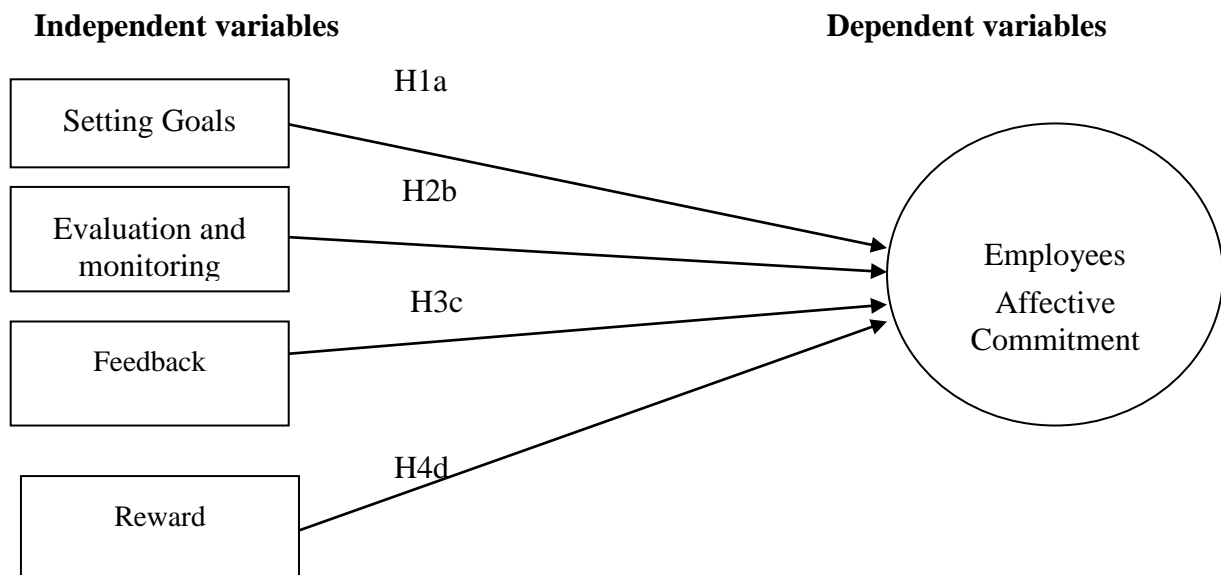 Independent variables
Dependent variables
H1a
Setting Goals
H2b
Evaluation and
monitoring
Employees
Affective
Commitment
H3c
Feedback
H4d
Reward